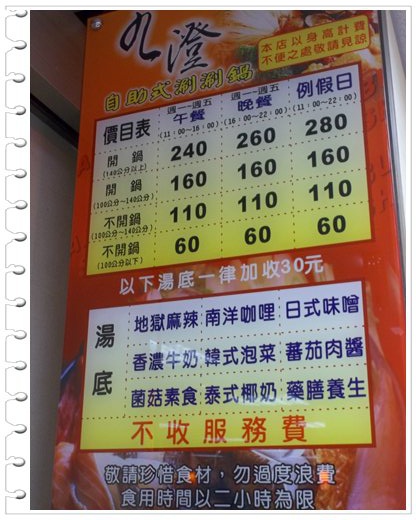 九澄
本店以身高計費
不便之處敬請見諒
自助式涮涮鍋
價目表 週一~週五 午餐 (11:00~16:00) 週一~週五 晚餐 (16:00~22:00) 例假日 (11:00~22:00)
開鍋 (140公分以上) 240 260 280
開鍋 (100公分~140公分) 160 160 160
不開鍋 (100公分~140公分) 110 110 110
不開鍋 (100公分以下) 60 60 60
以下湯底一律加收30元
湯底
地獄麻辣 南洋咖哩 日式味噌
香濃牛奶 韓式泡菜 蕃茄肉醬
菌菇素食 泰式椰奶 藥膳養生
不收服務費
敬請珍惜食材，勿過度浪費
食用時間以二小時為限